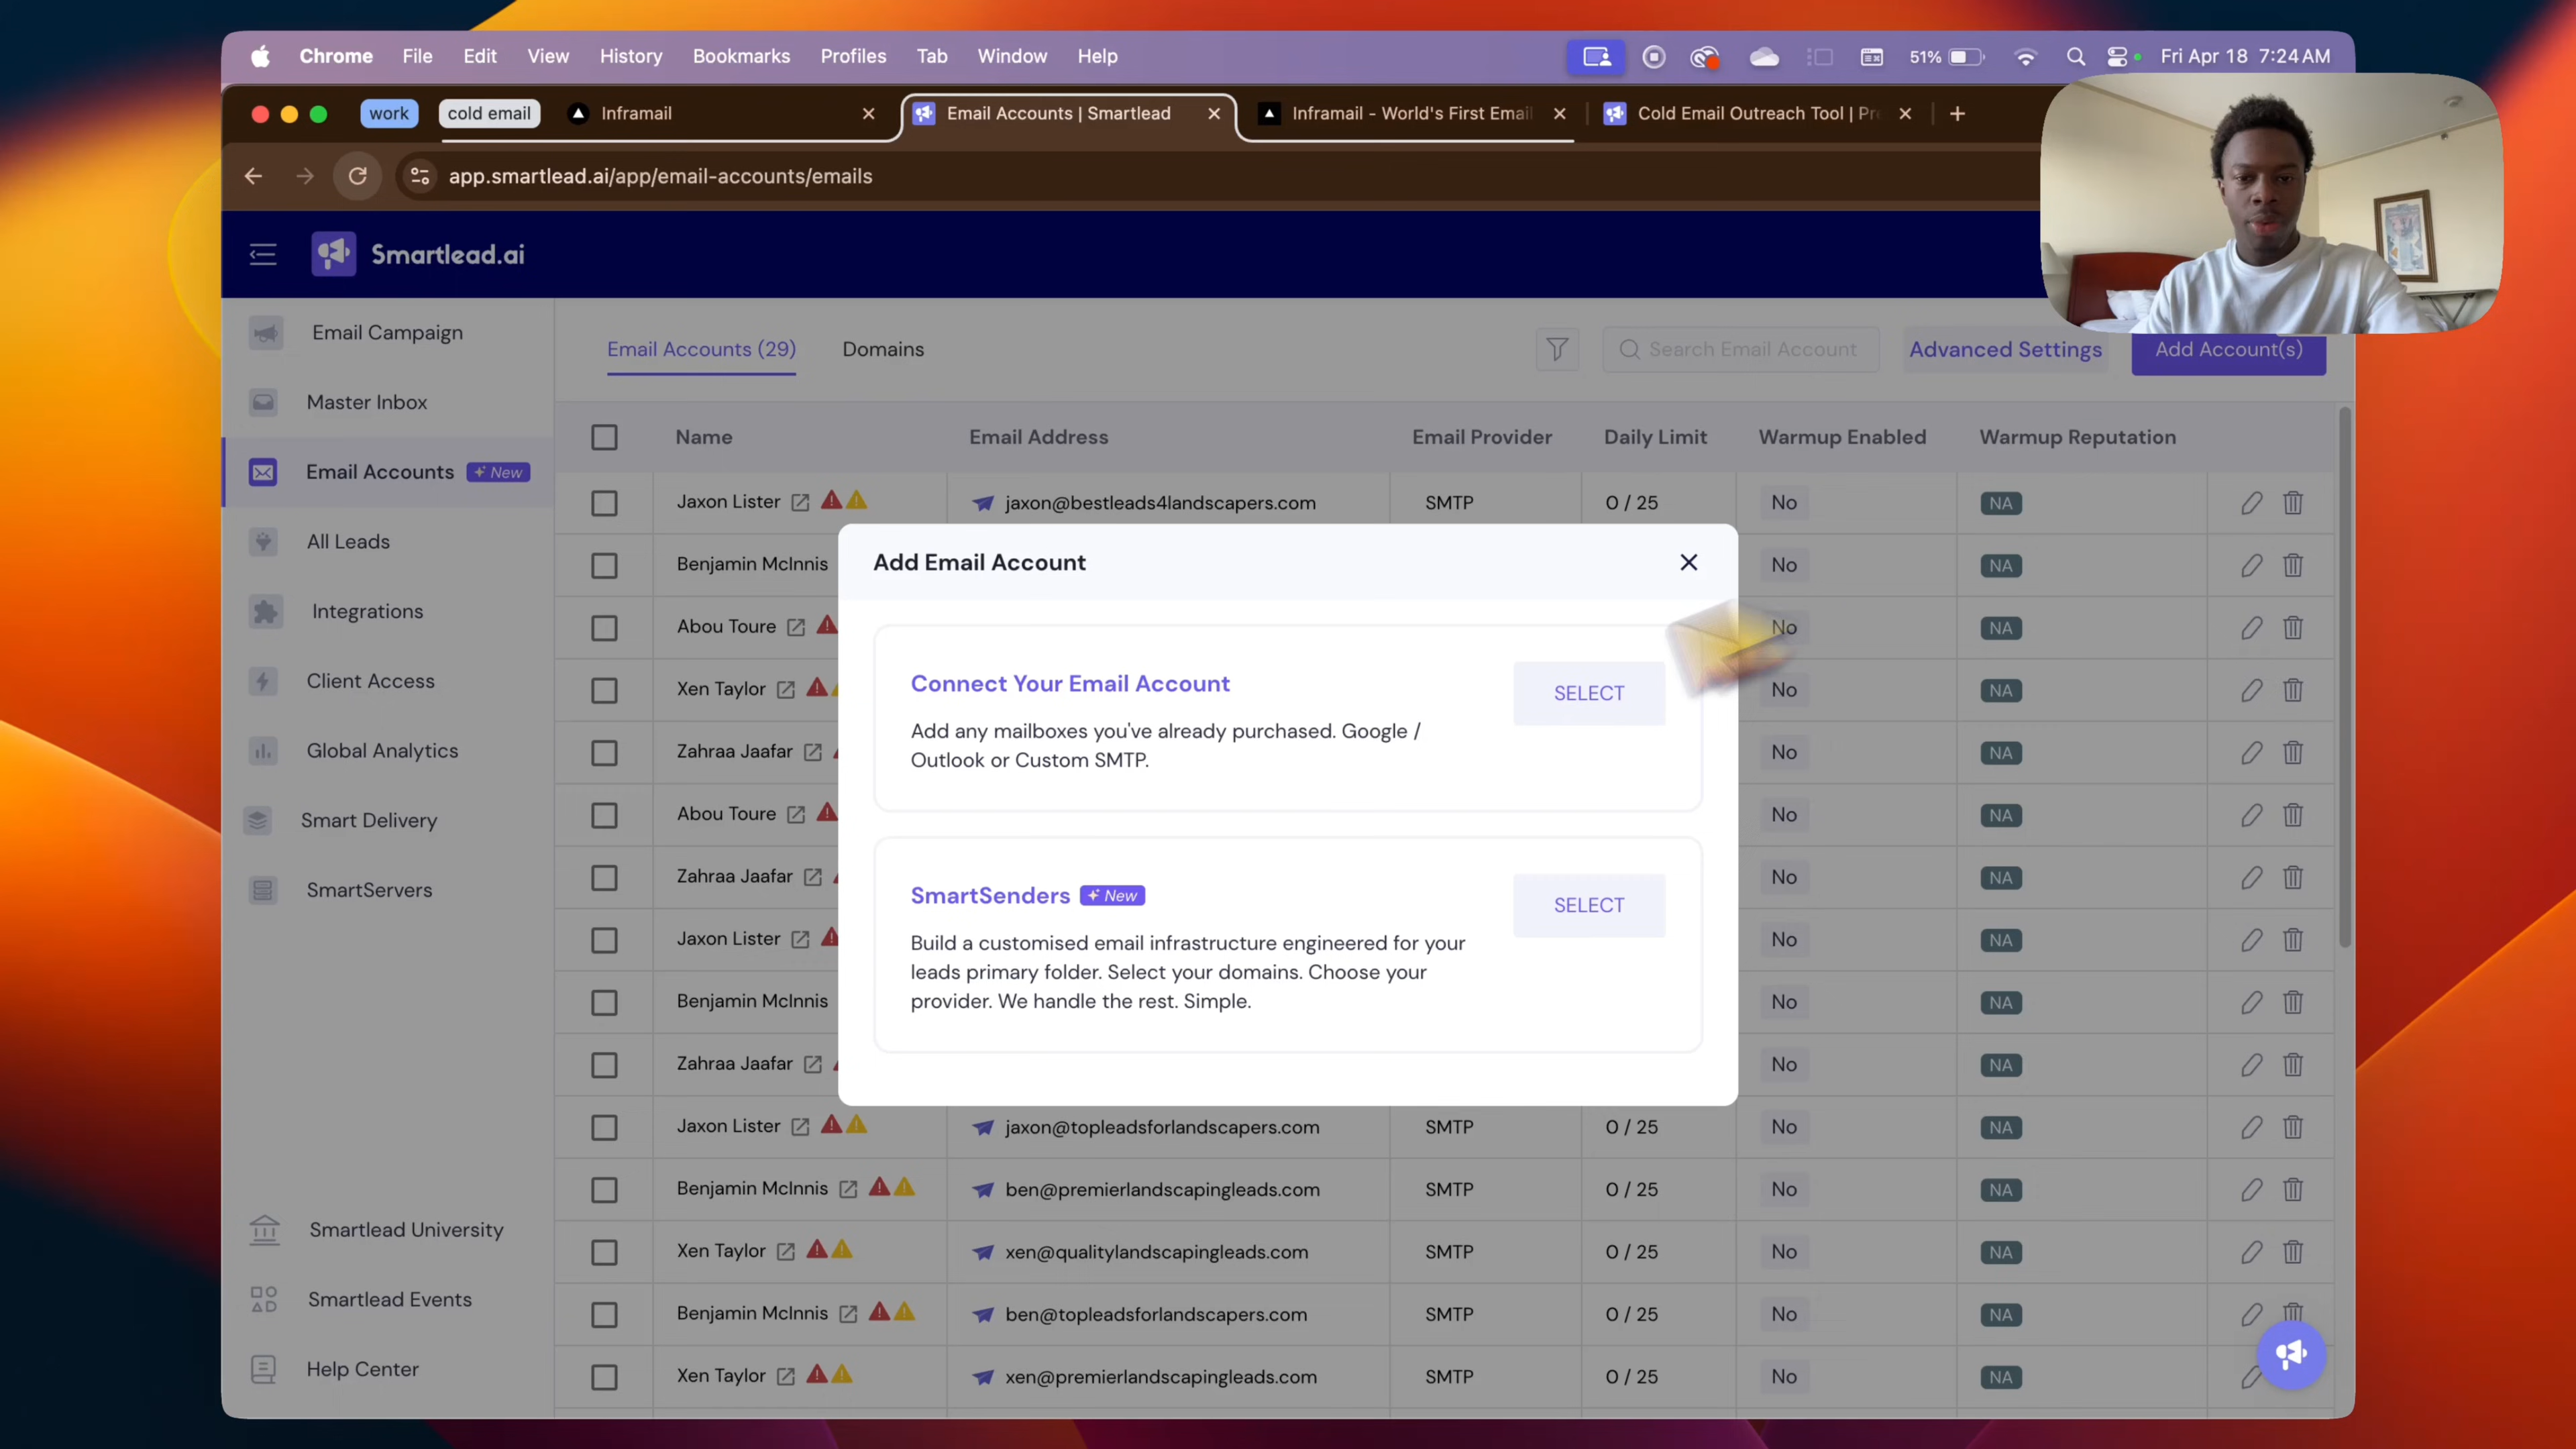 Chrome File Edit View History Bookmarks Profiles Tab Window Help 51% Fri Apr 18 7:24 AM
work cold email Inframail Email Accounts | Smartlead Inframail - World's First Email Cold Email Outreach Tool | Pr
app.smartlead.ai/app/email-accounts/emails
Smartlead.ai
Email Campaign
Master Inbox
Email Accounts New
All Leads
Integrations
Client Access
Global Analytics
Smart Delivery
SmartServers
Smartlead University
Smartlead Events
Help Center
Email Accounts (29) Domains Search Email Account Advanced Settings Add Account(s)
Name Email Address Email Provider Daily Limit Warmup Enabled Warmup Reputation
Jaxon Lister jaxon@bestleads4landscapers.com SMTP 0 / 25 No NA
Benjamin McInnis No NA
Abou Toure No NA
Xen Taylor No NA
Zahraa Jaafar No NA
Abou Toure No NA
Zahraa Jaafar No NA
Jaxon Lister No NA
Benjamin McInnis No NA
Zahraa Jaafar No NA
Jaxon Lister jaxon@topleadsforlandscapers.com SMTP 0 / 25 No NA
Benjamin McInnis ben@premierlandscapingleads.com SMTP 0 / 25 No NA
Xen Taylor xen@qualitylandscapingleads.com SMTP 0 / 25 No NA
Benjamin McInnis ben@topleadsforlandscapers.com SMTP 0 / 25 No NA
Xen Taylor xen@premierlandscapingleads.com SMTP 0 / 25 No NA
Add Email Account
Connect Your Email Account SELECT
Add any mailboxes you've already purchased. Google /
Outlook or Custom SMTP.
SmartSenders New SELECT
Build a customised email infrastructure engineered for your
leads primary folder. Select your domains. Choose your
provider. We handle the rest. Simple.